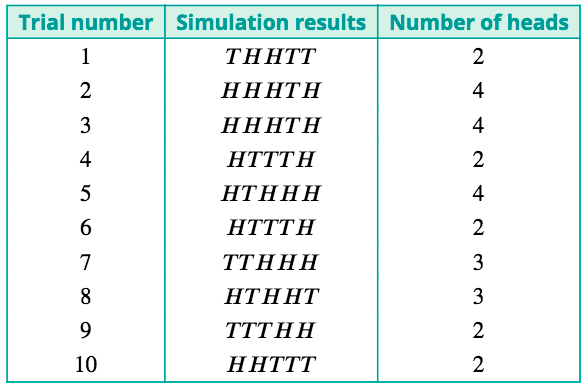 Trial number Simulation results Number of heads
1 THHTT 2
2 HHHTH 4
3 HHHTH 4
4 HTTTH 2
5 HTHHH 4
6 HTTTH 2
7 TTHHH 3
8 HTHHT 3
9 TTTHH 2
10 HHTTT 2